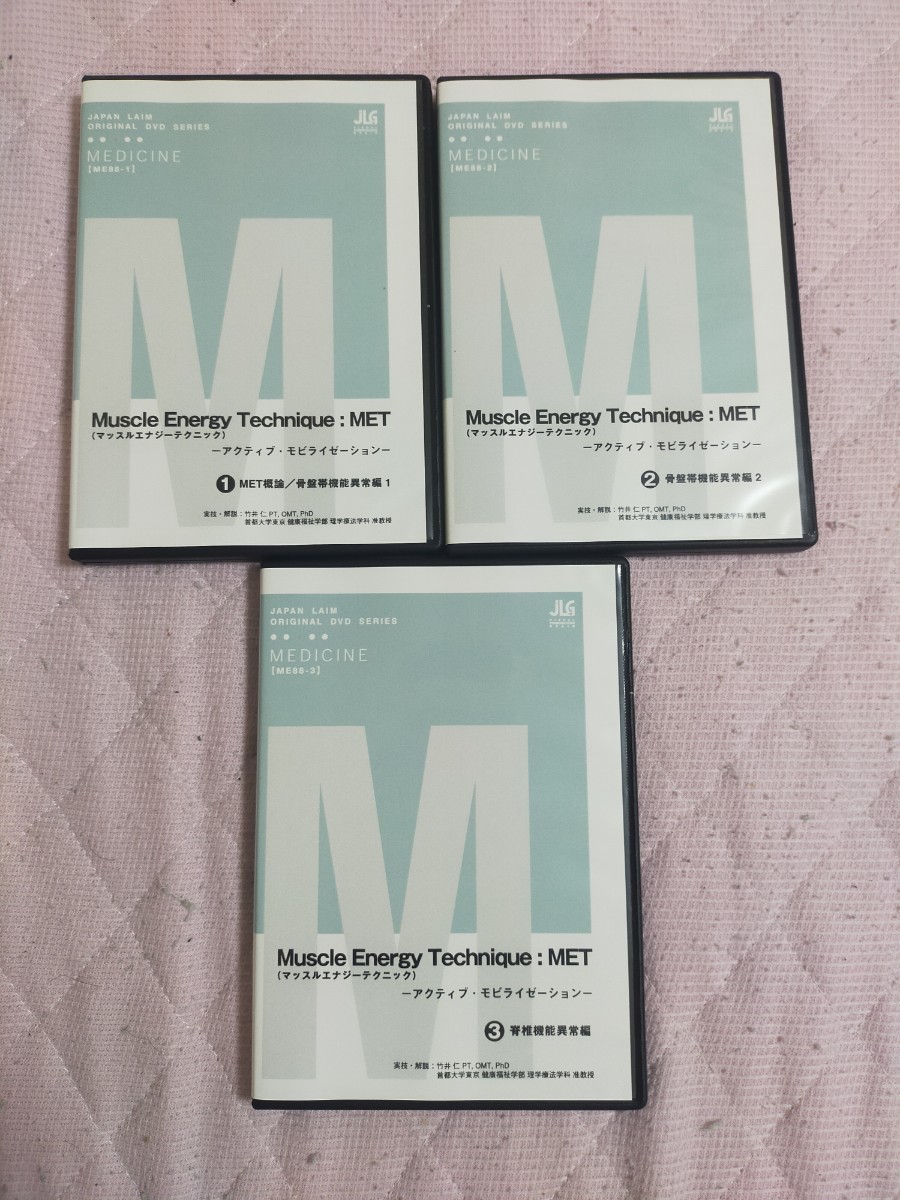 JAPAN LAIM
ORIGINAL DVD SERIES
JLG
MEDICINE
[ME88-1]
M
Muscle Energy Technique : MET
(マッスルエナジーテクニック)
―アクティブ・モビライゼーション―
1 MET概論/骨盤帯機能異常編 1
実技・解説:竹井 仁 PT, OMT, PhD
首都大学東京 健康福祉学部 理学療法学科 准教授
JAPAN LAIM
ORIGINAL DVD SERIES
JLG
MEDICINE
[ME88-2]
M
Muscle Energy Technique : MET
(マッスルエナジーテクニック)
―アクティブ・モビライゼーション―
2 骨盤帯機能異常編 2
実技・解説:竹井 仁 PT, OMT, PhD
首都大学東京 健康福祉学部 理学療法学科 准教授
JAPAN LAIM
ORIGINAL DVD SERIES
JLG
MEDICINE
[ME88-3]
M
Muscle Energy Technique : MET
(マッスルエナジーテクニック)
―アクティブ・モビライゼーション―
3 脊椎機能異常編
実技・解説:竹井 仁 PT, OMT, PhD
首都大学東京 健康福祉学部 理学療法学科 准教授